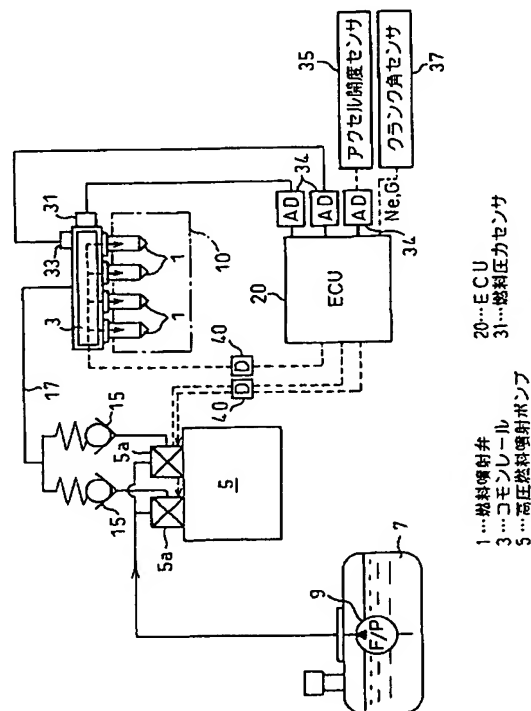 35
アクセル開度センサ
クランク角センサ
37
34
AD
AD
AD
34
Ne,Gi
31
33
3
1
1
10
20
ECU
17
40
D
D
40
15
15
5a
5a
5
7
9
F/P
1…燃料噴射弁
3…コモンレール
5…高圧燃料噴射ポンプ
20…ECU
31…燃料圧力センサ